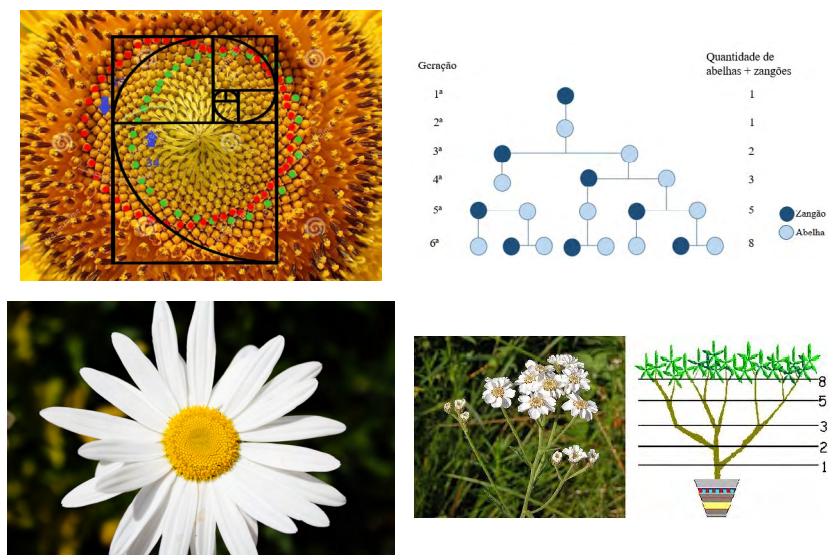 34
Geração
Quantidade de
abelhas + zangões
1ª
1
2ª
1
3ª
2
4ª
3
5ª
5
6ª
8
Zangão
Abelha
8
5
3
2
1